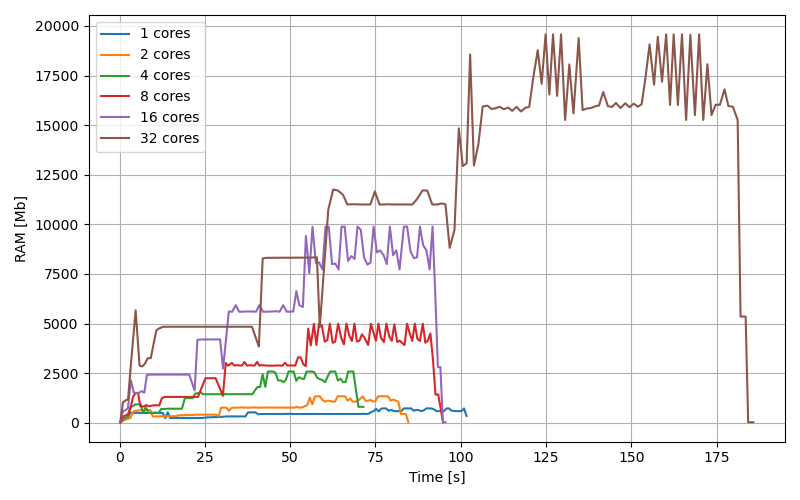 20000
17500
15000
12500
10000
7500
5000
2500
0
RAM [Mb]
1 cores
2 cores
4 cores
8 cores
16 cores
32 cores
0 25 50 75 100 125 150 175
Time [s]